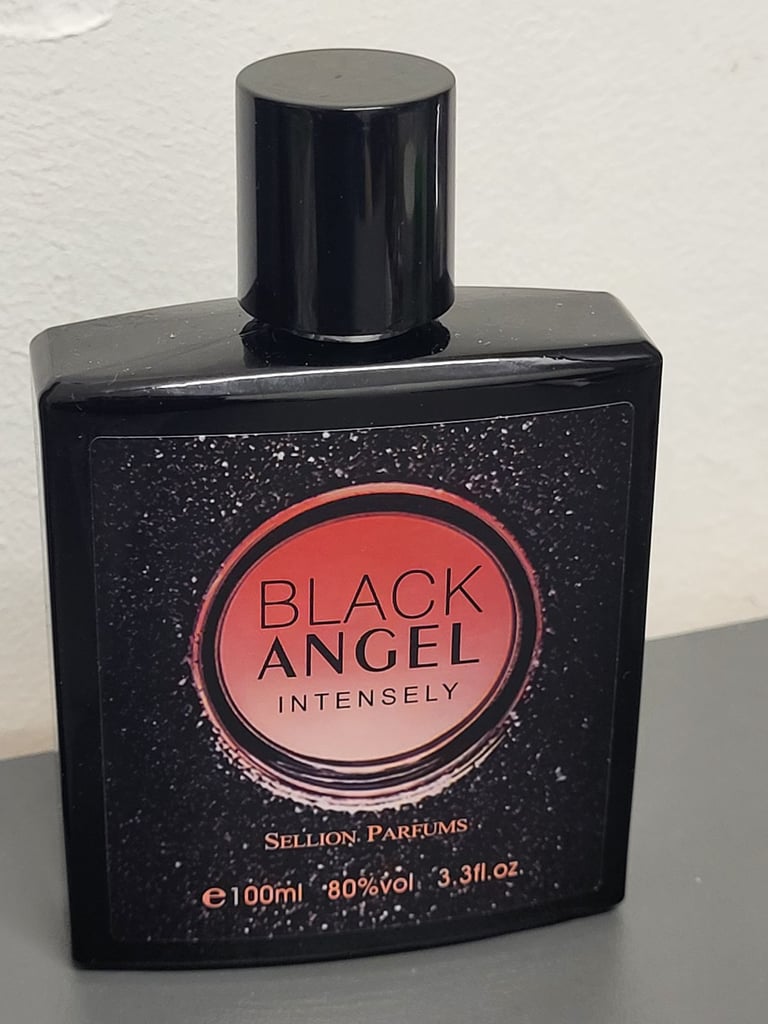 BLACK
ANGEL
INTENSELY
SELLION PARFUMS
℮100ml 80%vol 3.3fl.oz.